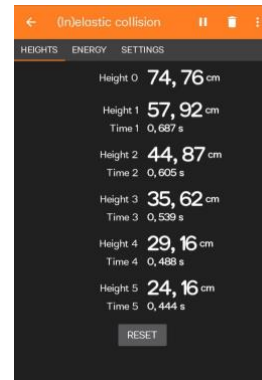 (In)elastic collision
HEIGHTS ENERGY SETTINGS
Height 0 74, 76 cm
Height 1 57, 92 cm
Time 1 0,687 s
Height 2 44, 87 cm
Time 2 0,605 s
Height 3 35, 62 cm
Time 3 0,539 s
Height 4 29, 16 cm
Time 4 0,488 s
Height 5 24, 16 cm
Time 5 0,444 s
RESET